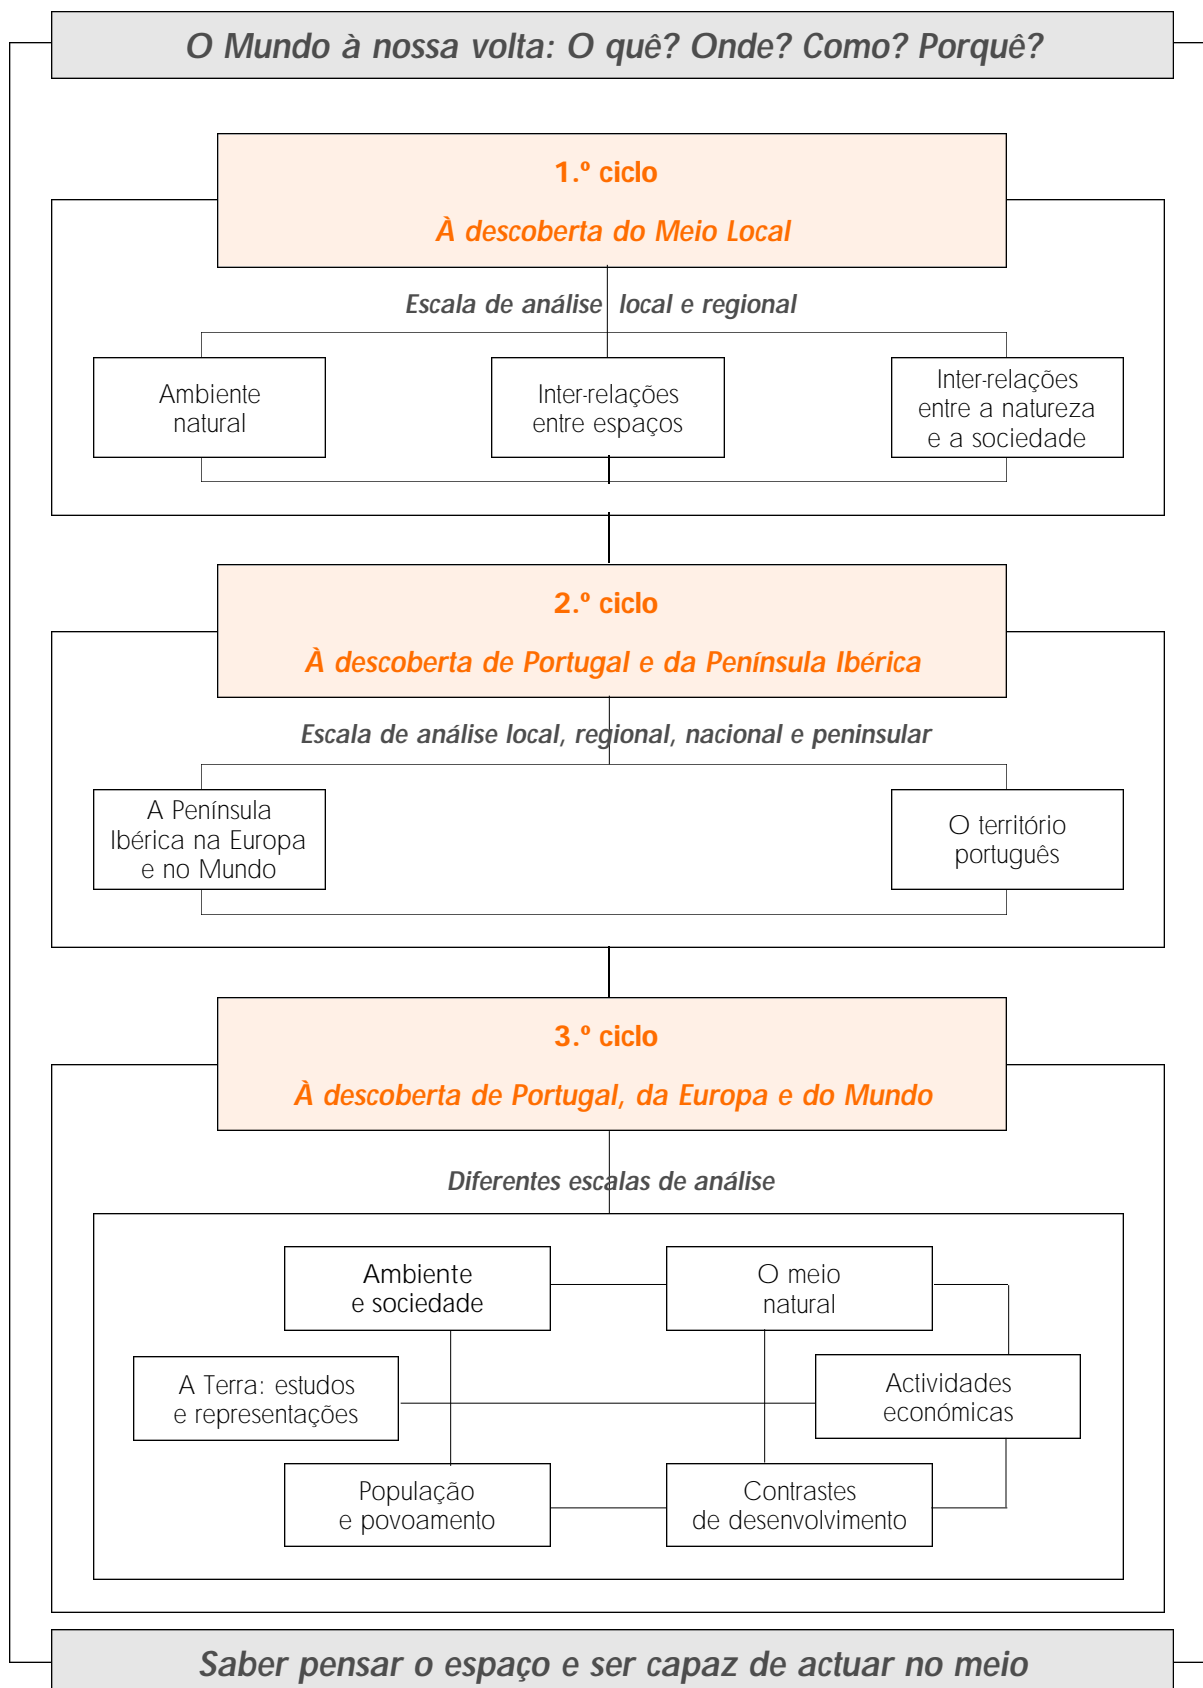 O Mundo à nossa volta: O quê? Onde? Como? Porquê?
1.º ciclo
À descoberta do Meio Local
Escala de análise local e regional
Ambiente
natural
Inter-relações
entre espaços
Inter-relações
entre a natureza
e a sociedade
2.º ciclo
À descoberta de Portugal e da Península Ibérica
Escala de análise local, regional, nacional e peninsular
A Península
Ibérica na Europa
e no Mundo
O território
português
3.º ciclo
À descoberta de Portugal, da Europa e do Mundo
Diferentes escalas de análise
Ambiente
e sociedade
O meio
natural
A Terra: estudos
e representações
Actividades
económicas
População
e povoamento
Contrastes
de desenvolvimento
Saber pensar o espaço e ser capaz de actuar no meio